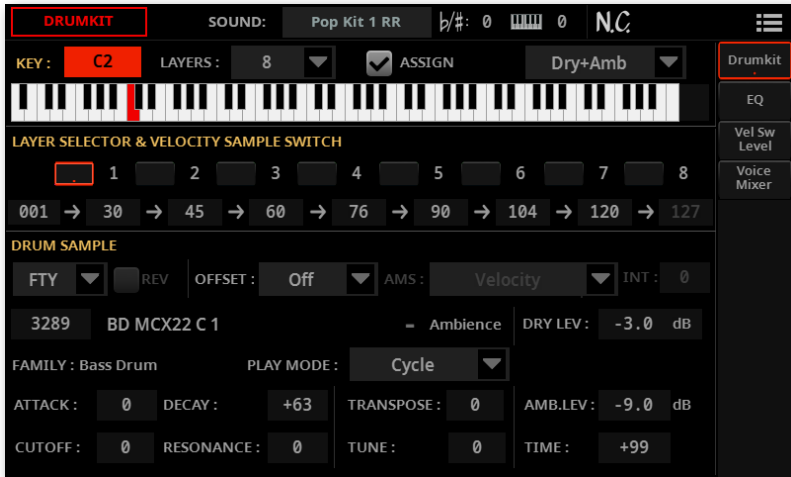 DRUMKIT SOUND: Pop Kit 1 RR ♭/#: 0 0 N.C.
KEY : C2 LAYERS : 8 ASSIGN Dry+Amb Drumkit
EQ
LAYER SELECTOR & VELOCITY SAMPLE SWITCH Vel Sw Level
1 2 3 4 5 6 7 8 Voice Mixer
001 → 30 → 45 → 60 → 76 → 90 → 104 → 120 → 127
DRUM SAMPLE
FTY REV OFFSET : Off AMS : Velocity INT : 0
3289 BD MCX22 C 1 - Ambience DRY LEV : -3.0 dB
FAMILY : Bass Drum PLAY MODE : Cycle
ATTACK : 0 DECAY : +63 TRANSPOSE : 0 AMB.LEV : -9.0 dB
CUTOFF : 0 RESONANCE : 0 TUNE : 0 TIME : +99